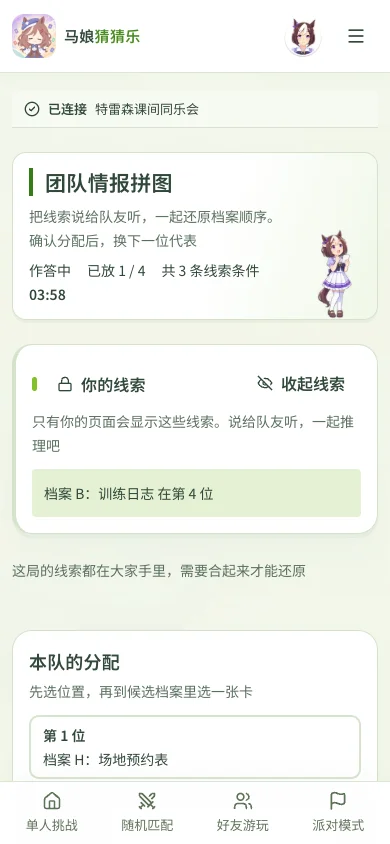 马娘猜猜乐
已连接 特雷森课间同乐会
团队情报拼图
把线索说给队友听，一起还原档案顺序。
确认分配后，换下一位代表
作答中 已放 1 / 4 共 3 条线索条件
03:58
你的线索 收起线索
只有你的页面会显示这些线索。说给队友听，一起推
理吧
档案 B：训练日志 在第 4 位
这局的线索都在大家手里，需要合起来才能还原
本队的分配
先选位置，再到候选档案里选一张卡
第 1 位
档案 H：场地预约表
单人挑战 随机匹配 好友游玩 派对模式